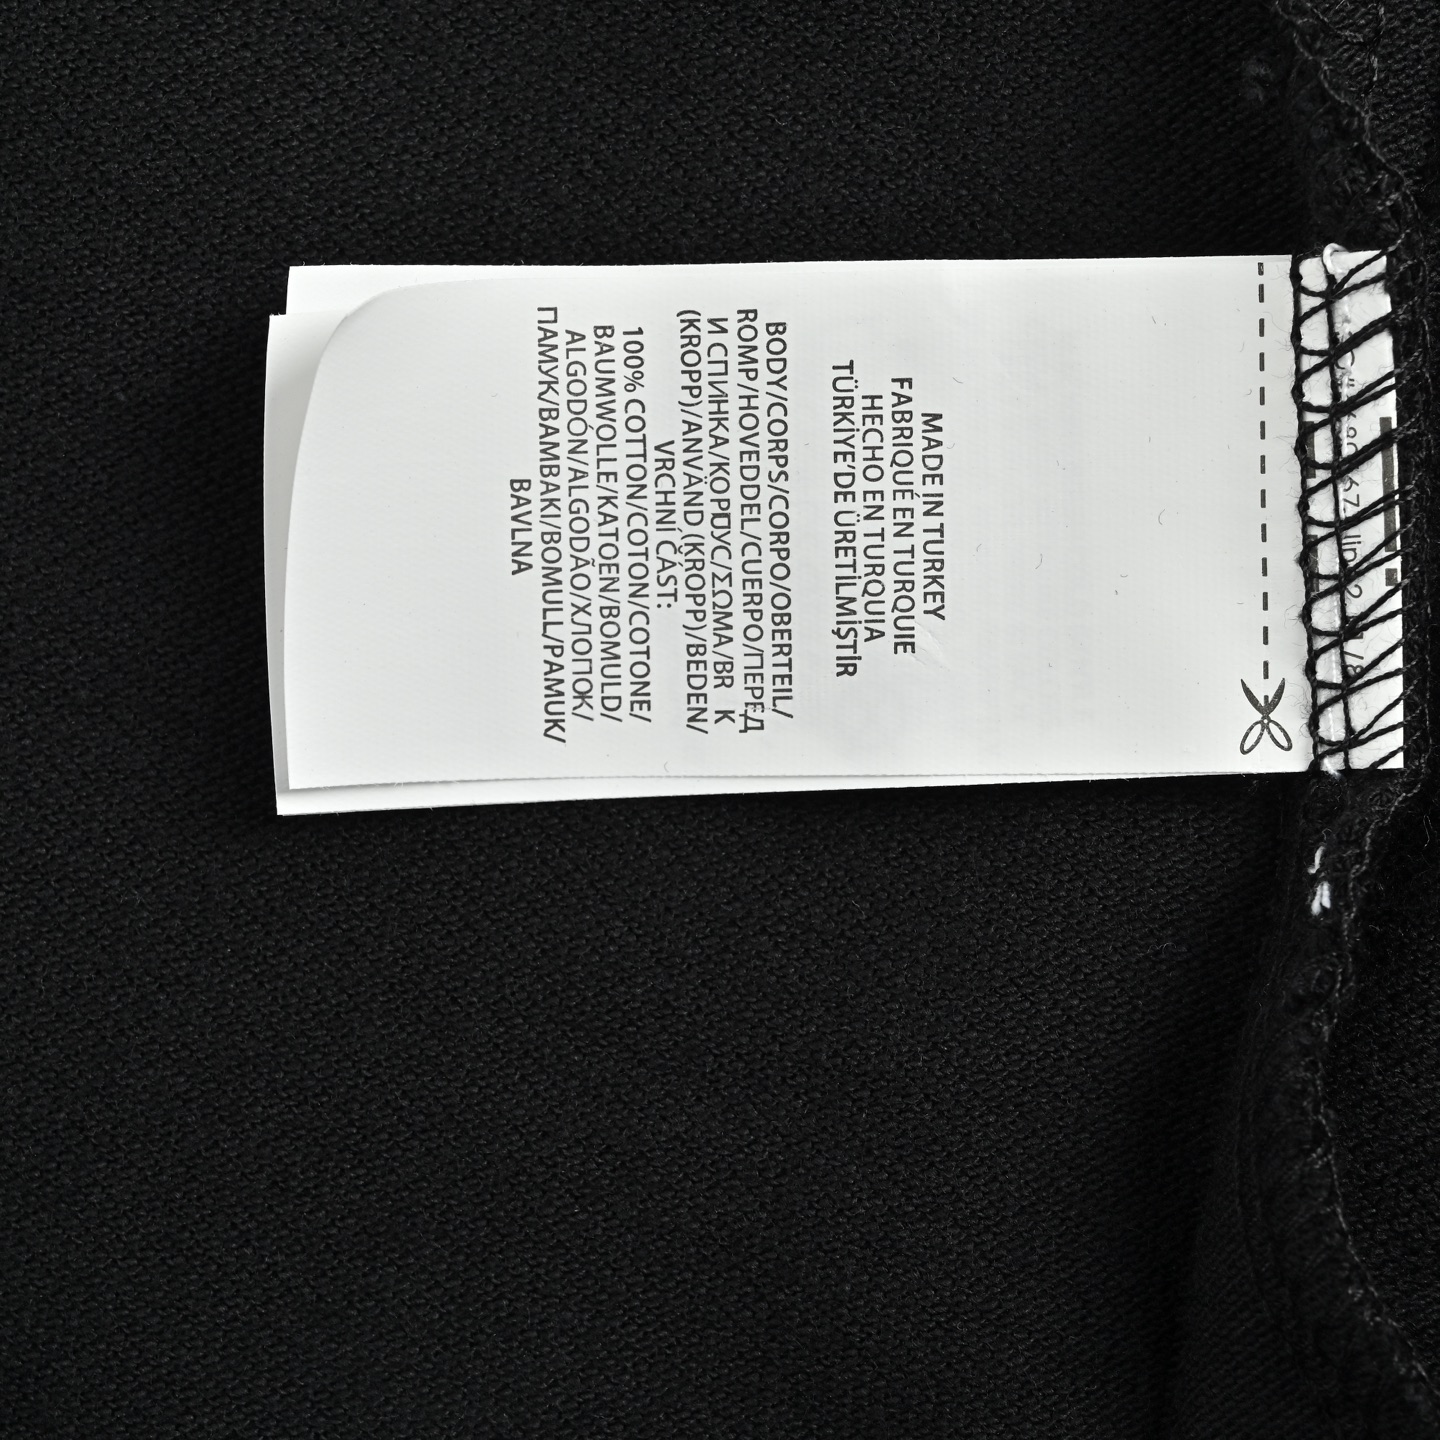 MADE IN TURKEY
FABRIQUÉ EN TURQUIE
HECHO EN TURQUIA
TÜRKİYE'DE ÜRETİLMİŞTİR
BODY/CORPS/CORPO/OBERTEIL/
ROMP/HOVEDDEL/CUERPO/ПЕРЕД
И СПИНКА/КОРПУС/ΣΩΜΑ/BR K
(KROPP)/ANVÄND (KROPP)/BEDEN/
VRCHNÍ ČÁST:
100% COTTON/COTON/COTONE/
BAUMWOLLE/KATOEN/BOMULD/
ALGODÓN/ALGODÃO/ХЛОПОК/
ПАМУК/BAMBAKI/BOMULL/PAMUK/
BAVLNA